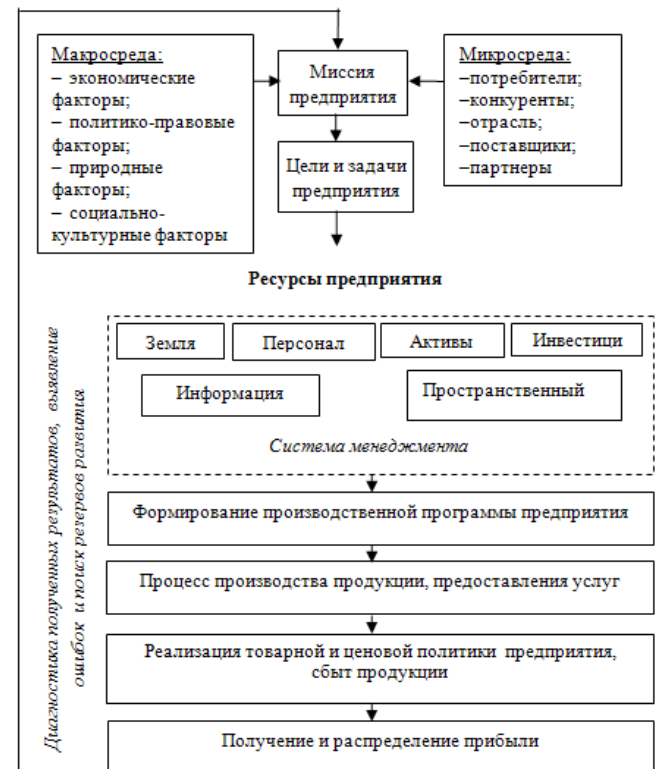 Макросреда:
– экономические
факторы;
– политико-правовые
факторы;
– природные
факторы;
– социально-
культурные факторы
Миссия
предприятия
Микросреда:
–потребители;
–конкуренты;
–отрасль;
–поставщики;
–партнеры
Цели и задачи
предприятия
Ресурсы предприятия
Земля
Персонал
Активы
Инвестици
Информация
Пространственный
Система менеджмента
Формирование производственной программы предприятия
Процесс производства продукции, предоставления услуг
Реализация товарной и ценовой политики предприятия,
сбыт продукции
Получение и распределение прибыли
Диагностика полученных результатов, выявление
ошибок и поиск резервов развития